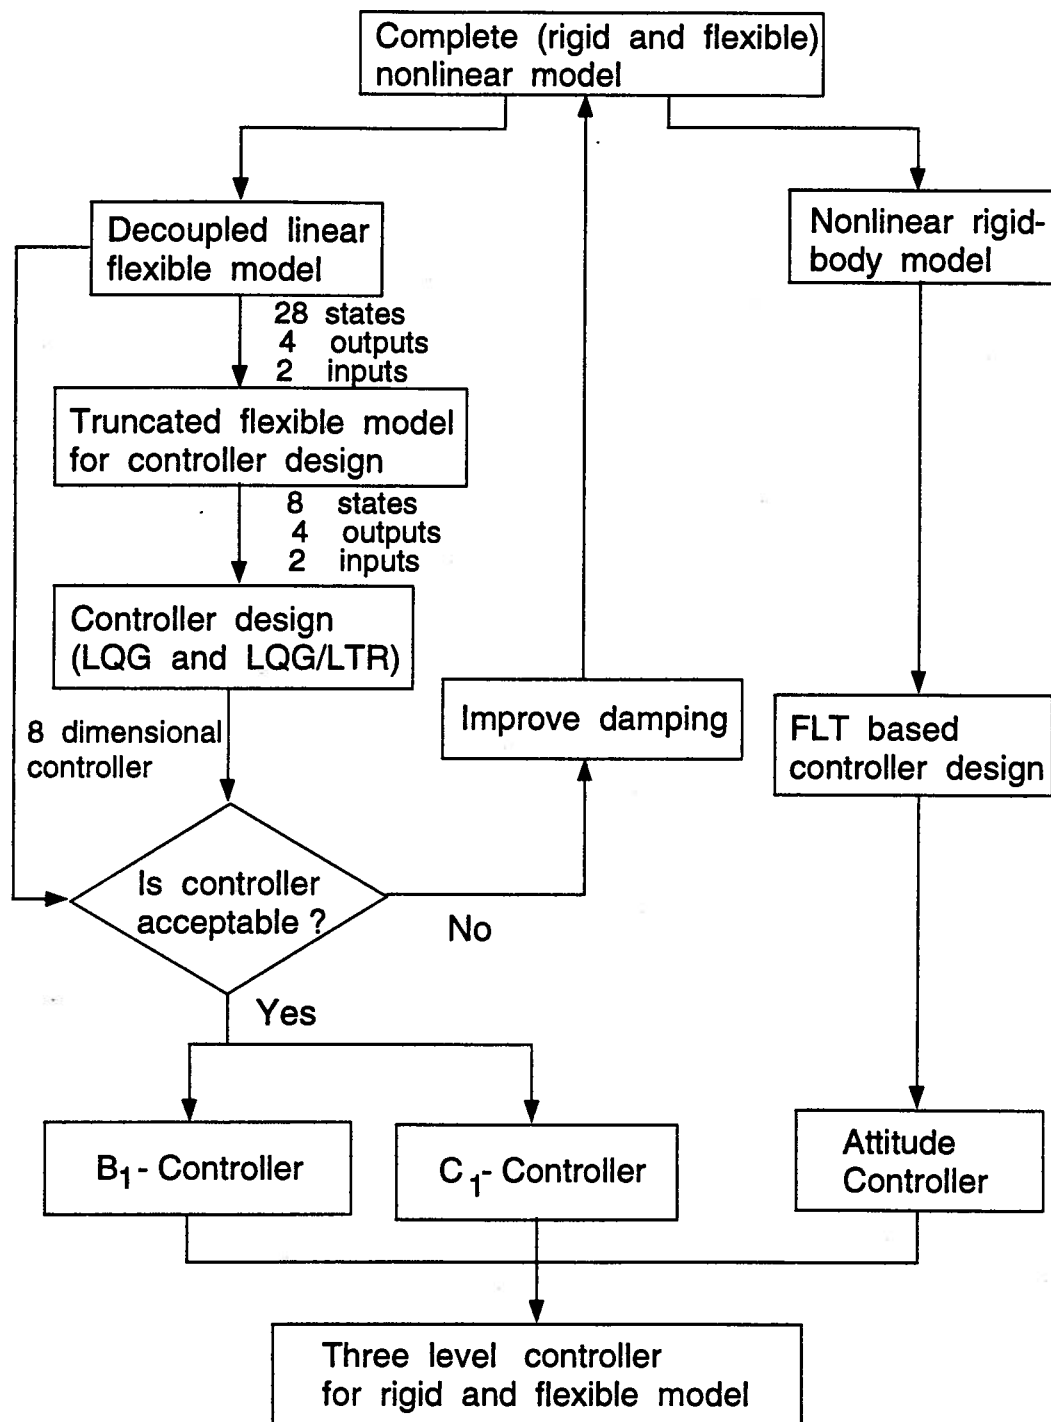 Complete (rigid and flexible)
nonlinear model
Decoupled linear
flexible model
Nonlinear rigid-
body model
28 states
4 outputs
2 inputs
Truncated flexible model
for controller design
8 states
4 outputs
2 inputs
Controller design
(LQG and LQG/LTR)
Improve damping
FLT based
controller design
8 dimensional
controller
Is controller
acceptable ?
No
Yes
B1 - Controller
C1 - Controller
Attitude
Controller
Three level controller
for rigid and flexible model